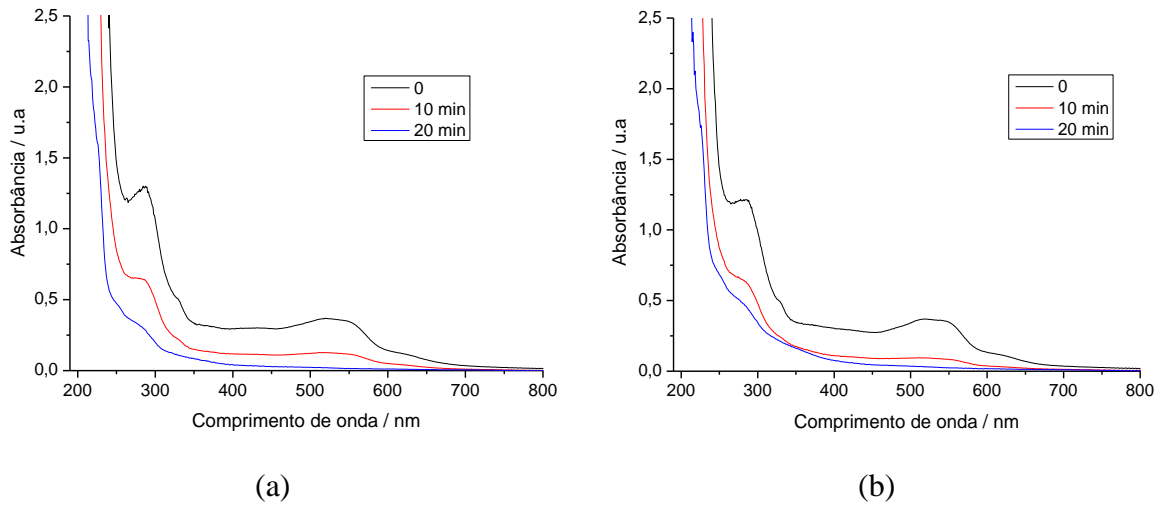 2,5
2,0
1,5
1,0
0,5
0,0
200 300 400 500 600 700 800
Absorbância / u.a
Comprimento de onda / nm
0
10 min
20 min
(a)
2,5
2,0
1,5
1,0
0,5
0,0
200 300 400 500 600 700 800
Absorbância / u.a
Comprimento de onda / nm
0
10 min
20 min
(b)